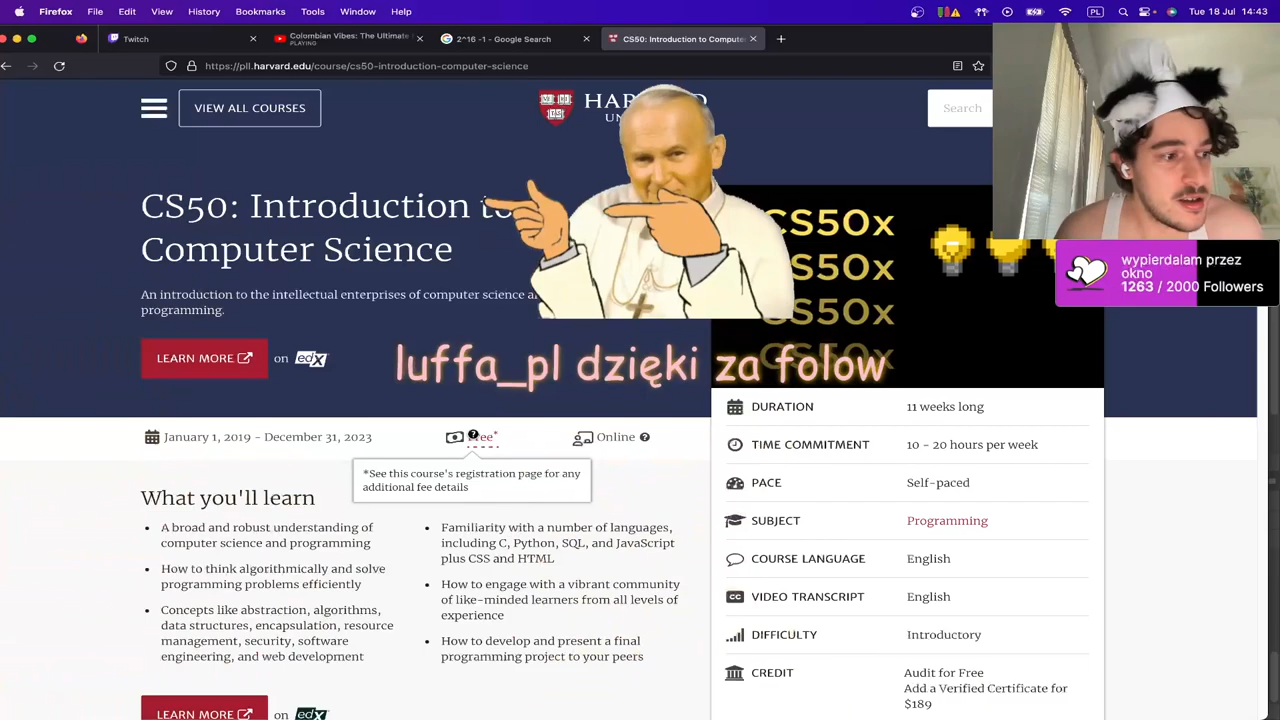 Firefox File Edit View History Bookmarks Tools Window Help
PL Tue 18 Jul 14:43
Twitch
Colombian Vibes: The Ultimate
PLAYING
2^16 -1 - Google Search
CS50: Introduction to Compute
https://pll.harvard.edu/course/cs50-introduction-computer-science
VIEW ALL COURSES
Search
CS50: Introduction to
Computer Science
An introduction to the intellectual enterprises of computer science
programming.
LEARN MORE on edX
CS50x
CS50x
CS50x
CS50x
wypierdalam przez
okno
1263 / 2000 Followers
luffa_pl dzięki za folow
January 1, 2019 - December 31, 2023
Free*
Online
*See this course's registration page for any
additional fee details
What you'll learn
• A broad and robust understanding of
computer science and programming
• How to think algorithmically and solve
programming problems efficiently
• Concepts like abstraction, algorithms,
data structures, encapsulation, resource
management, security, software
engineering, and web development
• Familiarity with a number of languages,
including C, Python, SQL, and JavaScript
plus CSS and HTML
• How to engage with a vibrant community
of like-minded learners from all levels of
experience
• How to develop and present a final
programming project to your peers
LEARN MORE on edX
DURATION 11 weeks long
TIME COMMITMENT 10 - 20 hours per week
PACE Self-paced
SUBJECT Programming
COURSE LANGUAGE English
VIDEO TRANSCRIPT English
DIFFICULTY Introductory
CREDIT Audit for Free
Add a Verified Certificate for
$189